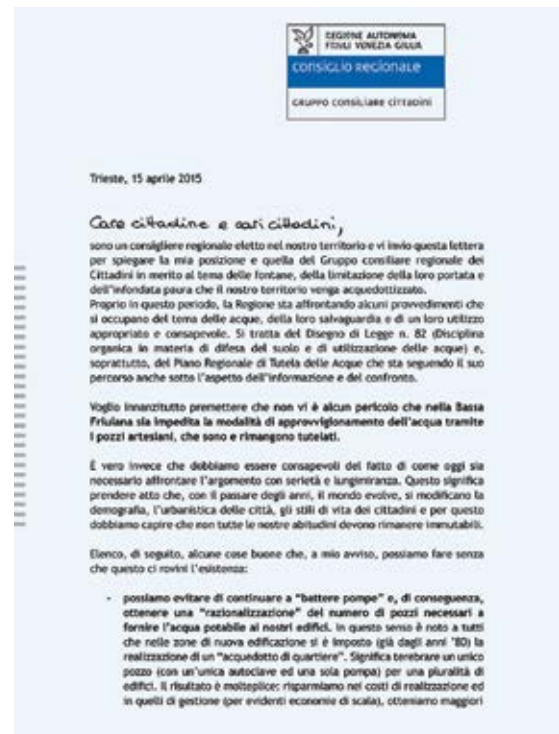 REGIONE AUTONOMA
FRIULI VENEZIA GIULIA
CONSIGLIO REGIONALE
GRUPPO CONSILIARE CITTADINI
Trieste, 15 aprile 2015
Care cittadine e cari cittadini,
sono un consigliere regionale eletto nel nostro territorio e vi invio questa lettera
per spiegare la mia posizione e quella del Gruppo consiliare regionale dei
Cittadini in merito al tema delle fontane, della limitazione della loro portata e
dell'infondata paura che il nostro territorio venga acquedottizzato.
Proprio in questo periodo, la Regione sta affrontando alcuni provvedimenti che
si occupano del tema delle acque, della loro salvaguardia e di un loro utilizzo
appropriato e consapevole. Si tratta del Disegno di Legge n. 82 (Disciplina
organica in materia di difesa del suolo e di utilizzazione delle acque) e,
soprattutto, del Piano Regionale di Tutela delle Acque che sta seguendo il suo
percorso anche sotto l'aspetto dell'informazione e del confronto.
Voglio innanzitutto premettere che non vi è alcun pericolo che nella Bassa
Friulana sia impedita la modalità di approvvigionamento dell'acqua tramite
i pozzi artesiani, che sono e rimangono tutelati.
È vero invece che dobbiamo essere consapevoli del fatto di come oggi sia
necessario affrontare l'argomento con serietà e lungimiranza. Questo significa
prendere atto che, con il passare degli anni, il mondo evolve, si modificano la
demografia, l'urbanistica delle città, gli stili di vita dei cittadini e per questo
dobbiamo capire che non tutte le nostre abitudini devono rimanere immutabili.
Elenco, di seguito, alcune cose buone che, a mio avviso, possiamo fare senza
che questo ci rovini l'esistenza:
- possiamo evitare di continuare a "battere pompe" e, di conseguenza,
ottenere una "razionalizzazione" del numero di pozzi necessari a
fornire l'acqua potabile ai nostri edifici. In questo senso è noto a tutti
che nelle zone di nuova edificazione si è imposto (già dagli anni '80) la
realizzazione di un "acquedotto di quartiere". Significa terebrare un unico
pozzo (con un'unica autoclave ed una sola pompa) per una pluralità di
edifici. Il risultato è molteplice: risparmiamo nei costi di realizzazione ed
in quelli di gestione (per evidenti economie di scala), otteniamo maggiori